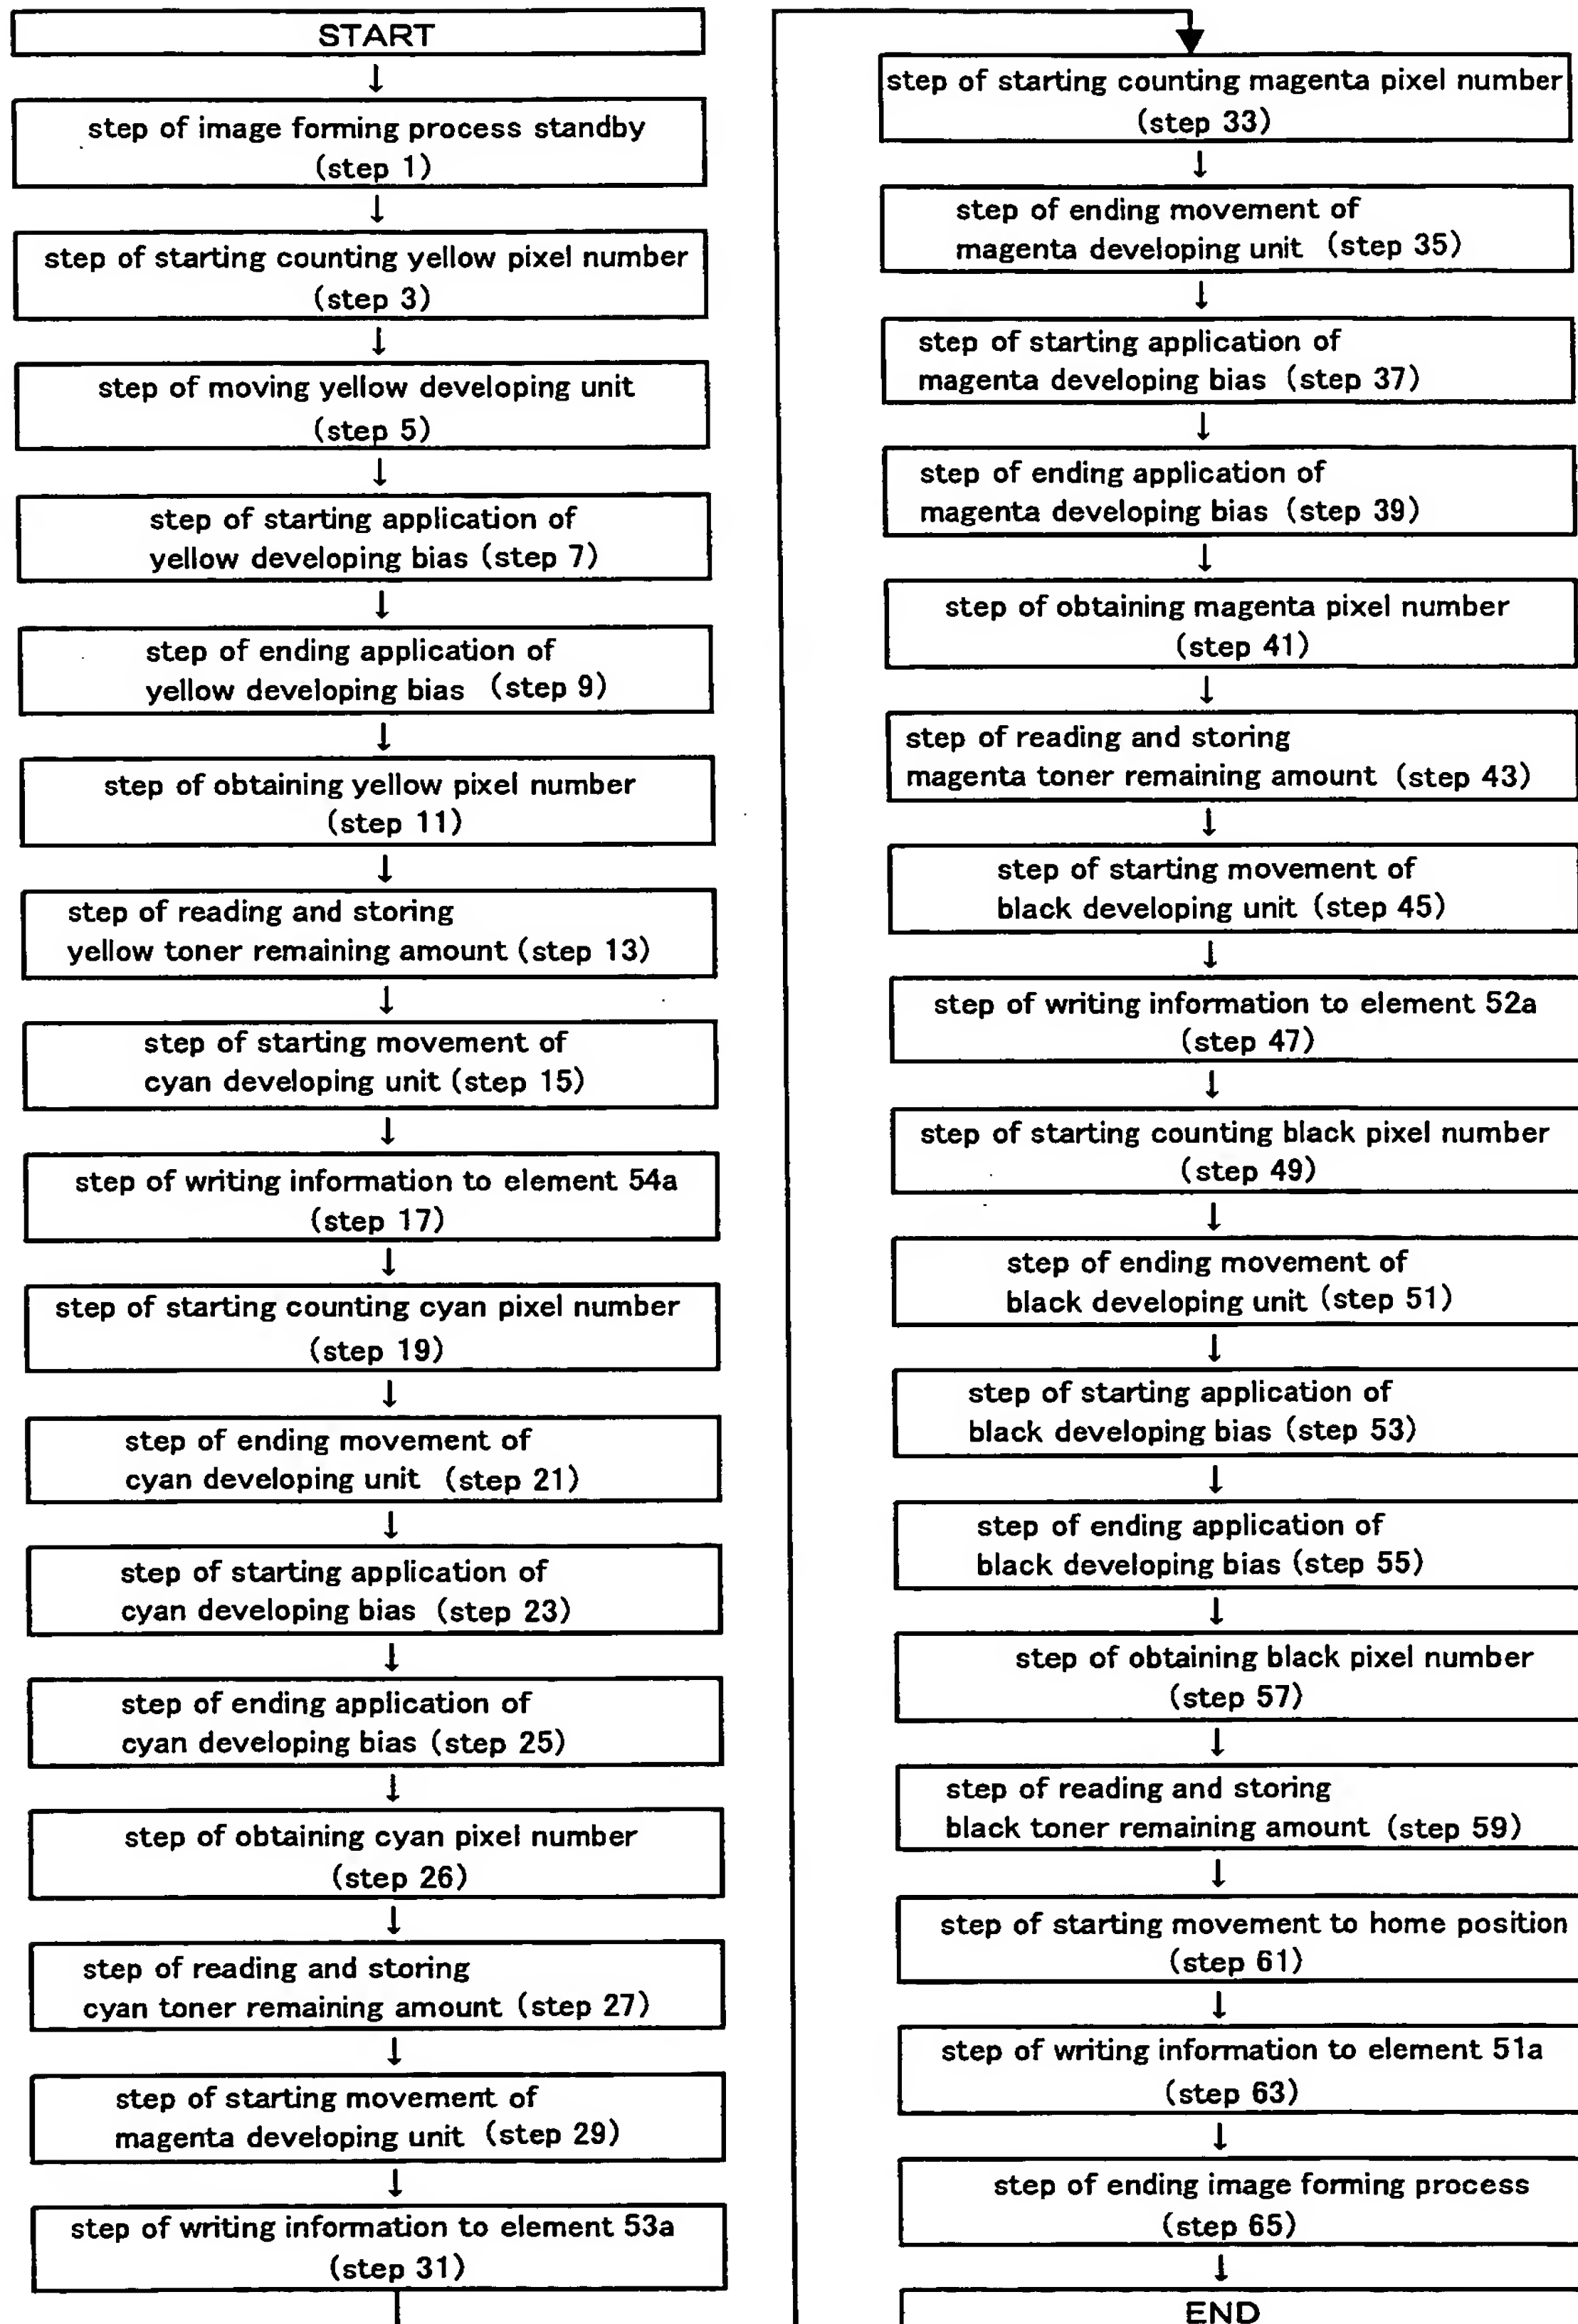 START
step of image forming process standby
(step 1)
step of starting counting yellow pixel number
(step 3)
step of moving yellow developing unit
(step 5)
step of starting application of
yellow developing bias (step 7)
step of ending application of
yellow developing bias (step 9)
step of obtaining yellow pixel number
(step 11)
step of reading and storing
yellow toner remaining amount (step 13)
step of starting movement of
cyan developing unit (step 15)
step of writing information to element 54a
(step 17)
step of starting counting cyan pixel number
(step 19)
step of ending movement of
cyan developing unit (step 21)
step of starting application of
cyan developing bias (step 23)
step of ending application of
cyan developing bias (step 25)
step of obtaining cyan pixel number
(step 26)
step of reading and storing
cyan toner remaining amount (step 27)
step of starting movement of
magenta developing unit (step 29)
step of writing information to element 53a
(step 31)
step of starting counting magenta pixel number
(step 33)
step of ending movement of
magenta developing unit (step 35)
step of starting application of
magenta developing bias (step 37)
step of ending application of
magenta developing bias (step 39)
step of obtaining magenta pixel number
(step 41)
step of reading and storing
magenta toner remaining amount (step 43)
step of starting movement of
black developing unit (step 45)
step of writing information to element 52a
(step 47)
step of starting counting black pixel number
(step 49)
step of ending movement of
black developing unit (step 51)
step of starting application of
black developing bias (step 53)
step of ending application of
black developing bias (step 55)
step of obtaining black pixel number
(step 57)
step of reading and storing
black toner remaining amount (step 59)
step of starting movement to home position
(step 61)
step of writing information to element 51a
(step 63)
step of ending image forming process
(step 65)
END